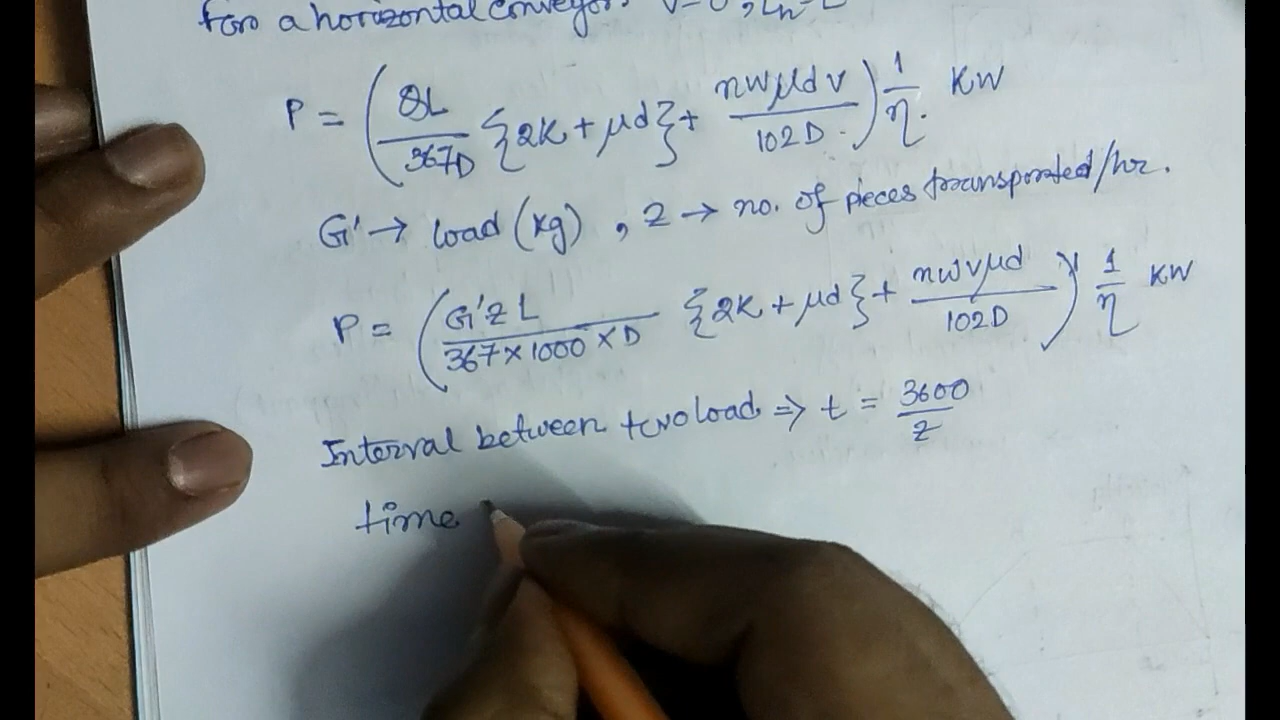 For a horizontal conveyor.
P = (QL/367D {2K + μd} + nwμdv/102D) 1/η. KW
G' → load (kg), Z → no. of pieces transported/hr.
P = (G'ZL/367×1000×D {2K + μd} + nwvμd/102D) 1/η KW
Interval between two load ⇒ t = 3600/Z
time